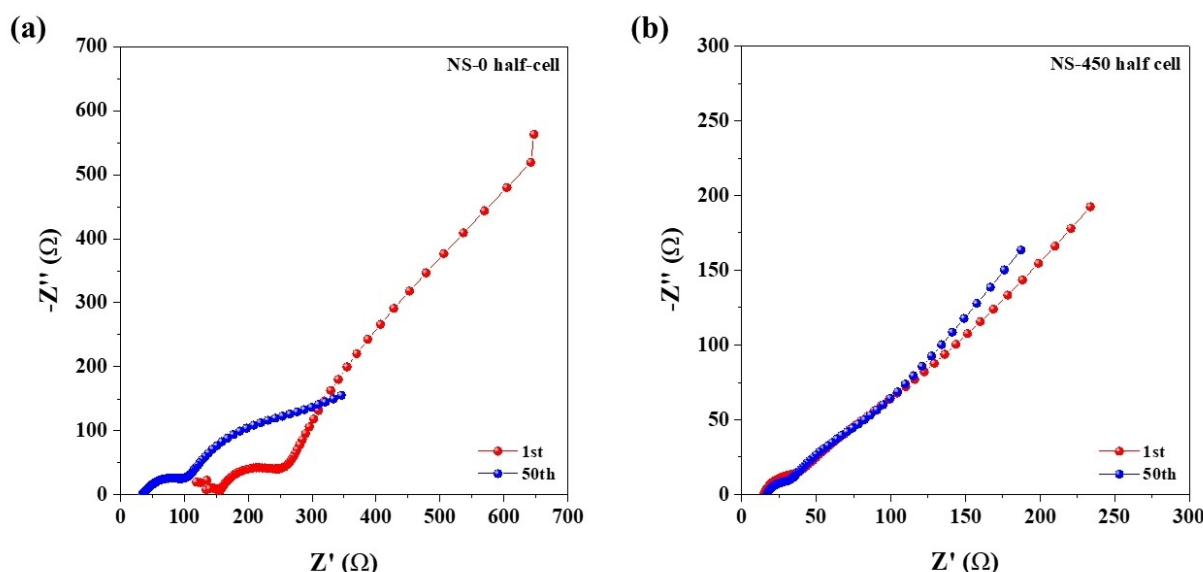 (a)
NS-0 half-cell
700
600
500
400
300
200
100
0
-Z'' (Ω)
1st
50th
0 100 200 300 400 500 600 700
Z' (Ω)
(b)
NS-450 half cell
300
250
200
150
100
50
0
-Z'' (Ω)
1st
50th
0 50 100 150 200 250 300
Z' (Ω)